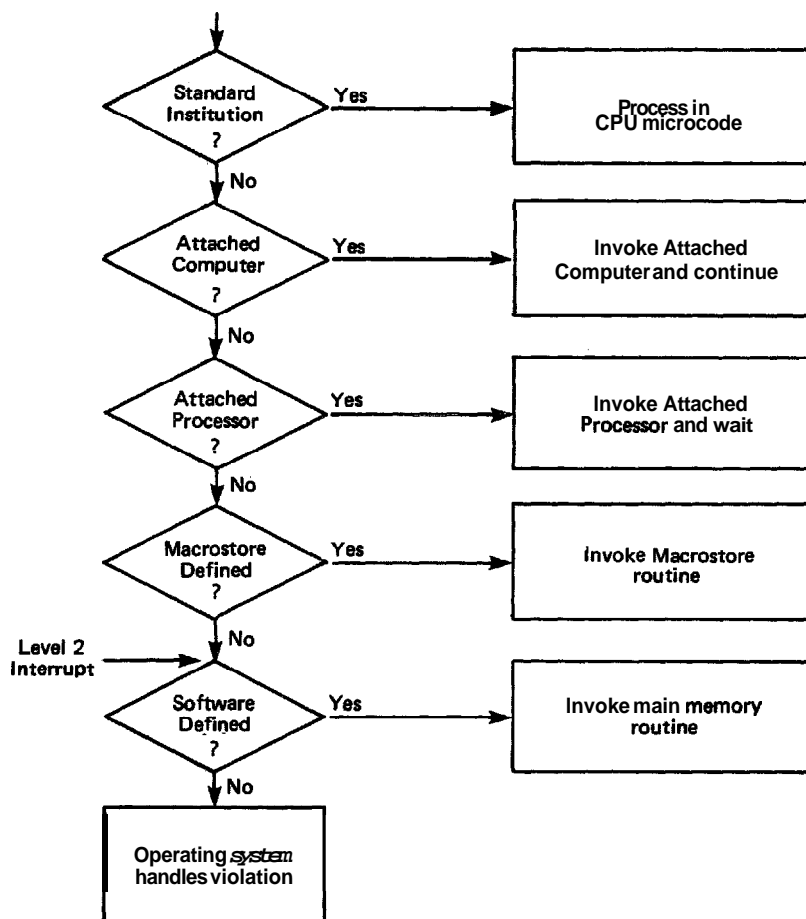 Standard
Institution
?
Yes
Process in
CPU microcode
No
Attached
Computer
?
Yes
Invoke Attached
Computer and continue
No
Attached
Processor
?
Yes
Invoke Attached
Processor and wait
No
Macrostore
Defined
?
Yes
Invoke Macrostore
routine
No
Level 2
Interrupt
Software
Defined
?
Yes
Invoke main memory
routine
No
Operating system
handles violation